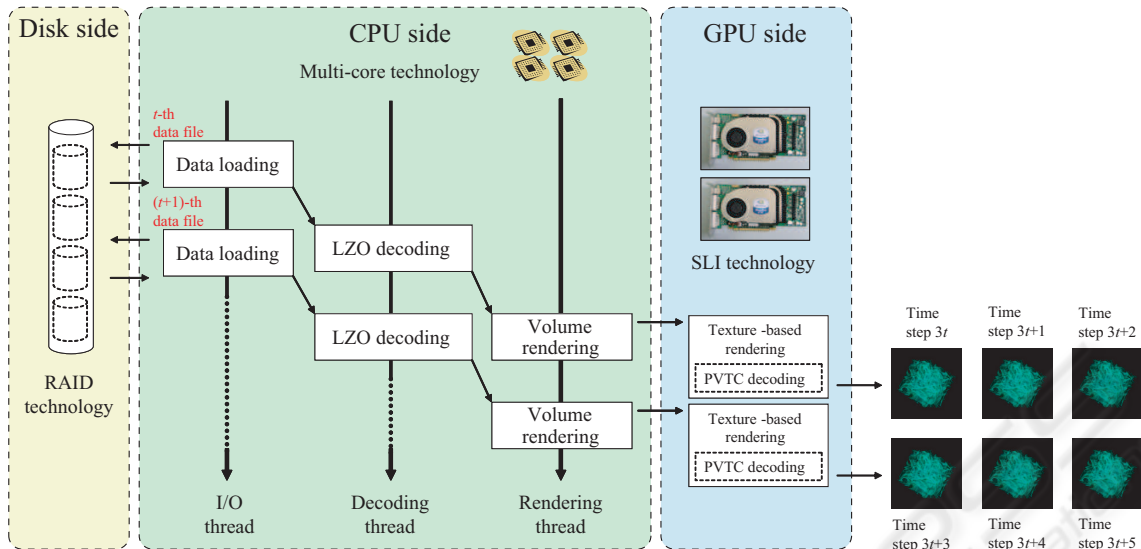 Disk side
CPU side
GPU side
Multi-core technology
t-th
data file
Data loading
(t+1)-th
data file
Data loading
LZO decoding
LZO decoding
Volume
rendering
Volume
rendering
SLI technology
Texture -based
rendering
PVTC decoding
Texture -based
rendering
PVTC decoding
RAID
technology
I/O
thread
Decoding
thread
Rendering
thread
Time
step 3t
Time
step 3t+1
Time
step 3t+2
Time
step 3t+3
Time
step 3t+4
Time
step 3t+5